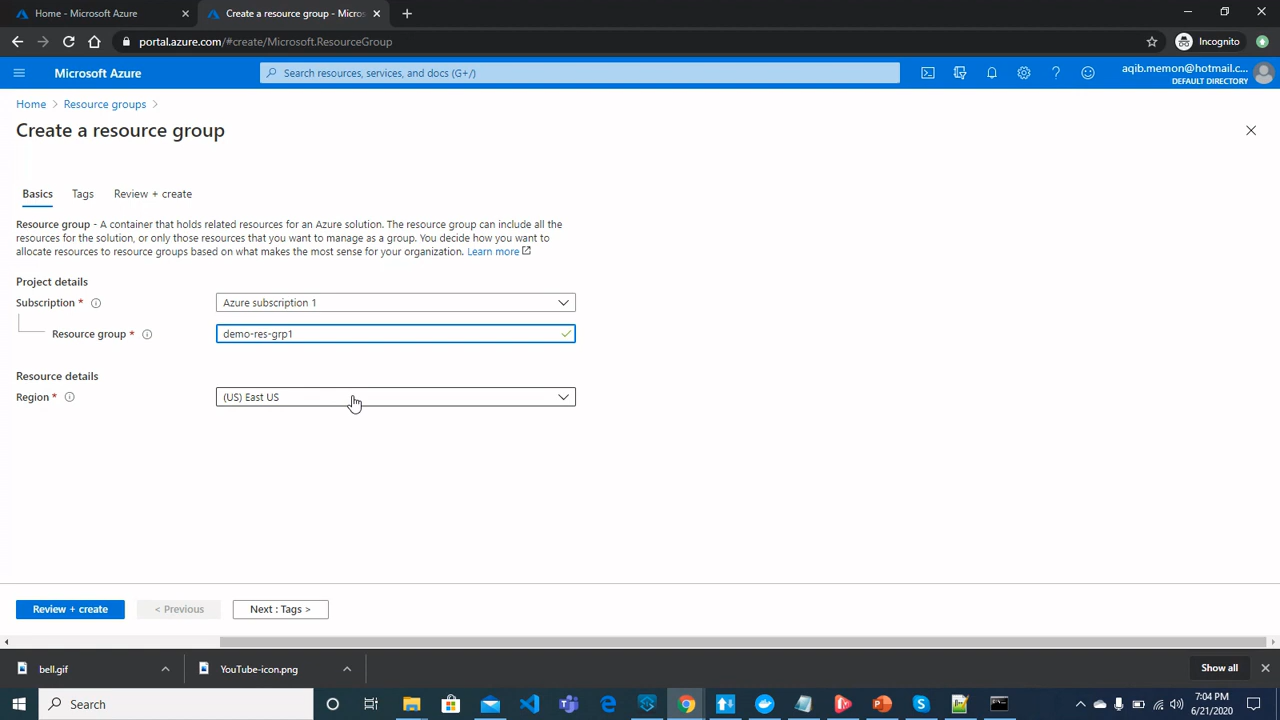 Home - Microsoft Azure
Create a resource group - Micros
portal.azure.com/#create/Microsoft.ResourceGroup
Incognito
Microsoft Azure
Search resources, services, and docs (G+/)
aqib.memon@hotmail.c...
DEFAULT DIRECTORY
Home > Resource groups >
Create a resource group
Basics
Tags
Review + create
Resource group - A container that holds related resources for an Azure solution. The resource group can include all the
resources for the solution, or only those resources that you want to manage as a group. You decide how you want to
allocate resources to resource groups based on what makes the most sense for your organization. Learn more
Project details
Subscription *
Azure subscription 1
Resource group *
demo-res-grp1
Resource details
Region *
(US) East US
Review + create
< Previous
Next : Tags >
bell.gif
YouTube-icon.png
Show all
Search
7:04 PM
6/21/2020